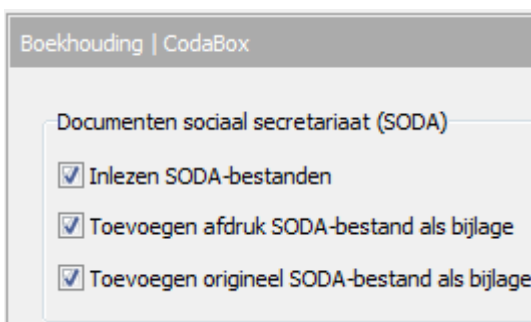 Boekhouding | CodaBox
Documenten sociaal secretariaat (SODA)
Inlezen SODA-bestanden
Toevoegen afdruk SODA-bestand als bijlage
Toevoegen origineel SODA-bestand als bijlage